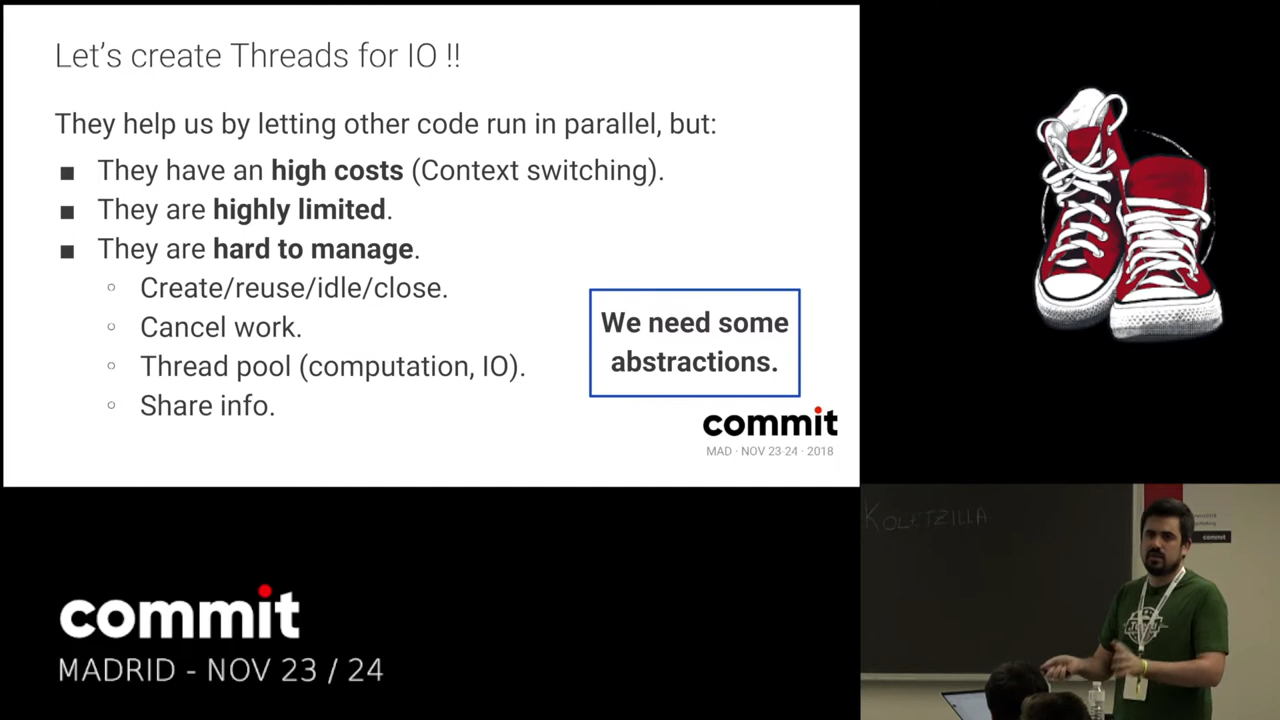 Let's create Threads for IO !!
They help us by letting other code run in parallel, but:
■ They have an high costs (Context switching).
■ They are highly limited.
■ They are hard to manage.
○ Create/reuse/idle/close.
○ Cancel work.
○ Thread pool (computation, IO).
○ Share info.
We need some
abstractions.
commit
MAD · NOV 23-24 · 2018
commit
MADRID - NOV 23 / 24
KOLETZILLA
commit